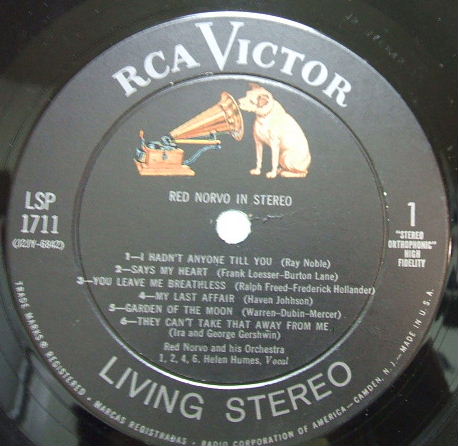 RCA VICTOR
RED NORVO IN STEREO
LSP
1711
(J2JY-6842)
1
"STEREO
ORTHOPHONIC"
HIGH
FIDELITY
1—I HADN'T ANYONE TILL YOU (Ray Noble)
2—SAYS MY HEART (Frank Loesser-Burton Lane)
3—YOU LEAVE ME BREATHLESS (Ralph Freed-Frederick Hollander)
4—MY LAST AFFAIR (Haven Johnson)
5—GARDEN OF THE MOON (Warren-Dubin-Mercer)
6—THEY CAN'T TAKE THAT AWAY FROM ME
(Ira and George Gershwin)
Red Norvo and his Orchestra
1, 2, 4, 6, Helen Humes, Vocal
LIVING STEREO
TRADE MARKS ® REGISTERED • MARCAS REGISTRADAS • RADIO CORPORATION OF AMERICA—CAMDEN, N. J.—MADE IN U.S.A.